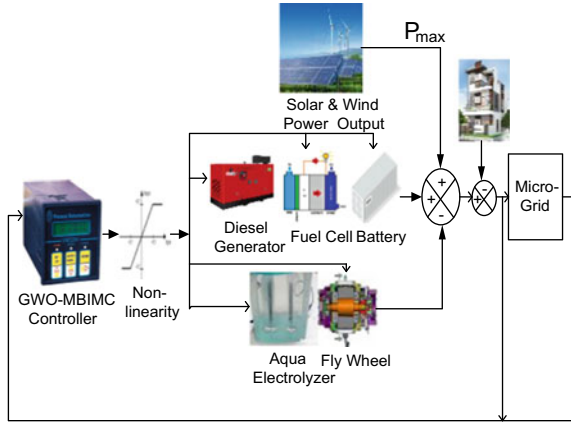 P_max
Solar & Wind
Power Output
+
+
-
-
Micro-
Grid
Diesel
Generator
Fuel Cell Battery
GWO-MBIMC
Controller
Non-
linearity
Aqua
Electrolyzer
Fly Wheel